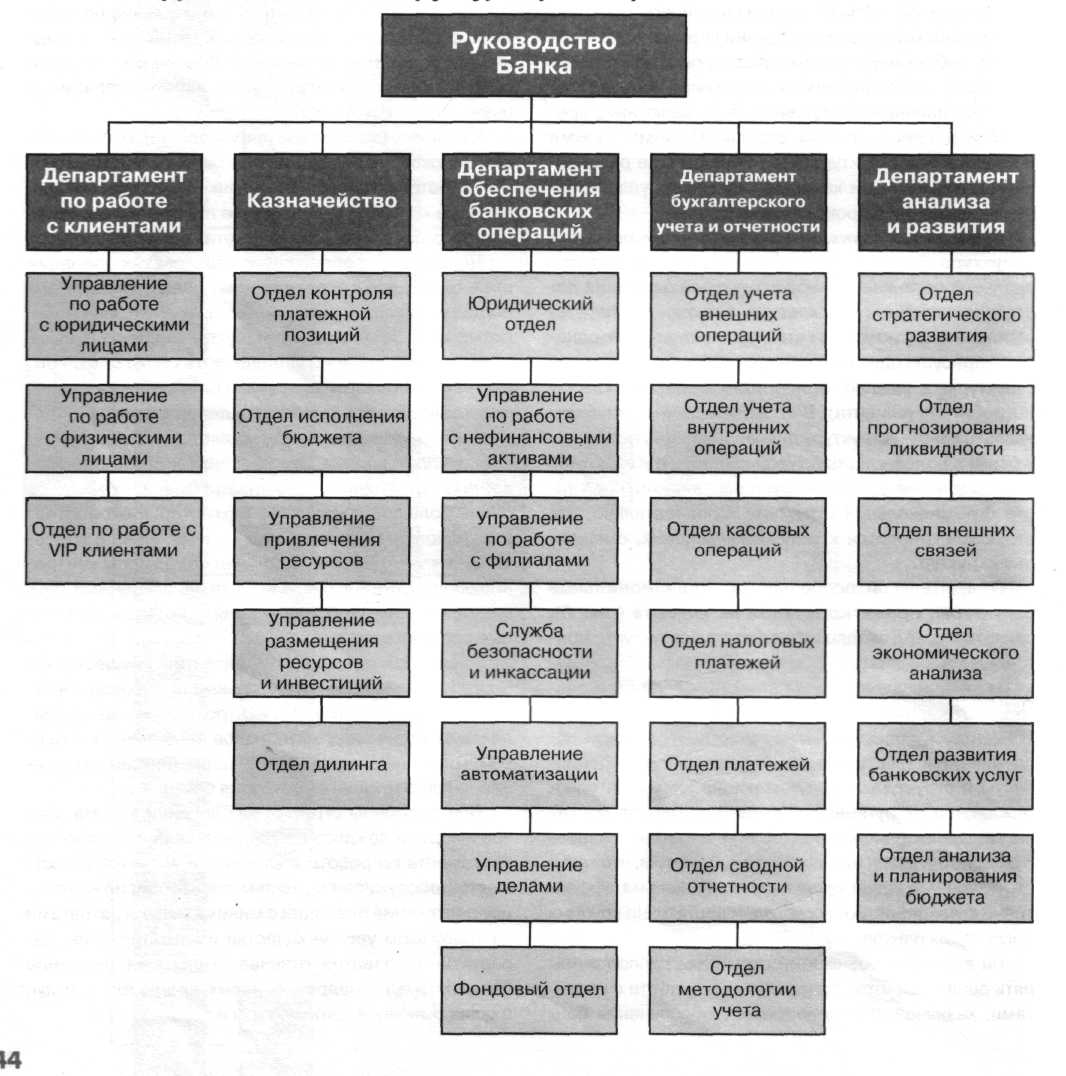 Руководство
Банка
Департамент
по работе
с клиентами
Казначейство
Департамент
обеспечения
банковских
операций
Департамент
бухгалтерского
учета и отчетности
Департамент
анализа
и развития
Управление
по работе
с юридическими
лицами
Отдел контроля
платежной
позиций
Юридический
отдел
Отдел учета
внешних
операций
Отдел
стратегического
развития
Управление
по работе
с физическими
лицами
Отдел исполнения
бюджета
Управление
по работе
с нефинансовыми
активами
Отдел учета
внутренних
операций
Отдел
прогнозирования
ликвидности
Отдел по работе с
VIP клиентами
Управление
привлечения
ресурсов
Управление
по работе
с филиалами
Отдел кассовых
операций
Отдел внешних
связей
Управление
размещения
ресурсов
и инвестиций
Служба
безопасности
и инкассации
Отдел налоговых
платежей
Отдел
экономического
анализа
Отдел дилинга
Управление
автоматизации
Отдел платежей
Отдел развития
банковских услуг
Управление
делами
Отдел сводной
отчетности
Отдел анализа
и планирования
бюджета
Фондовый отдел
Отдел
методологии
учета
44